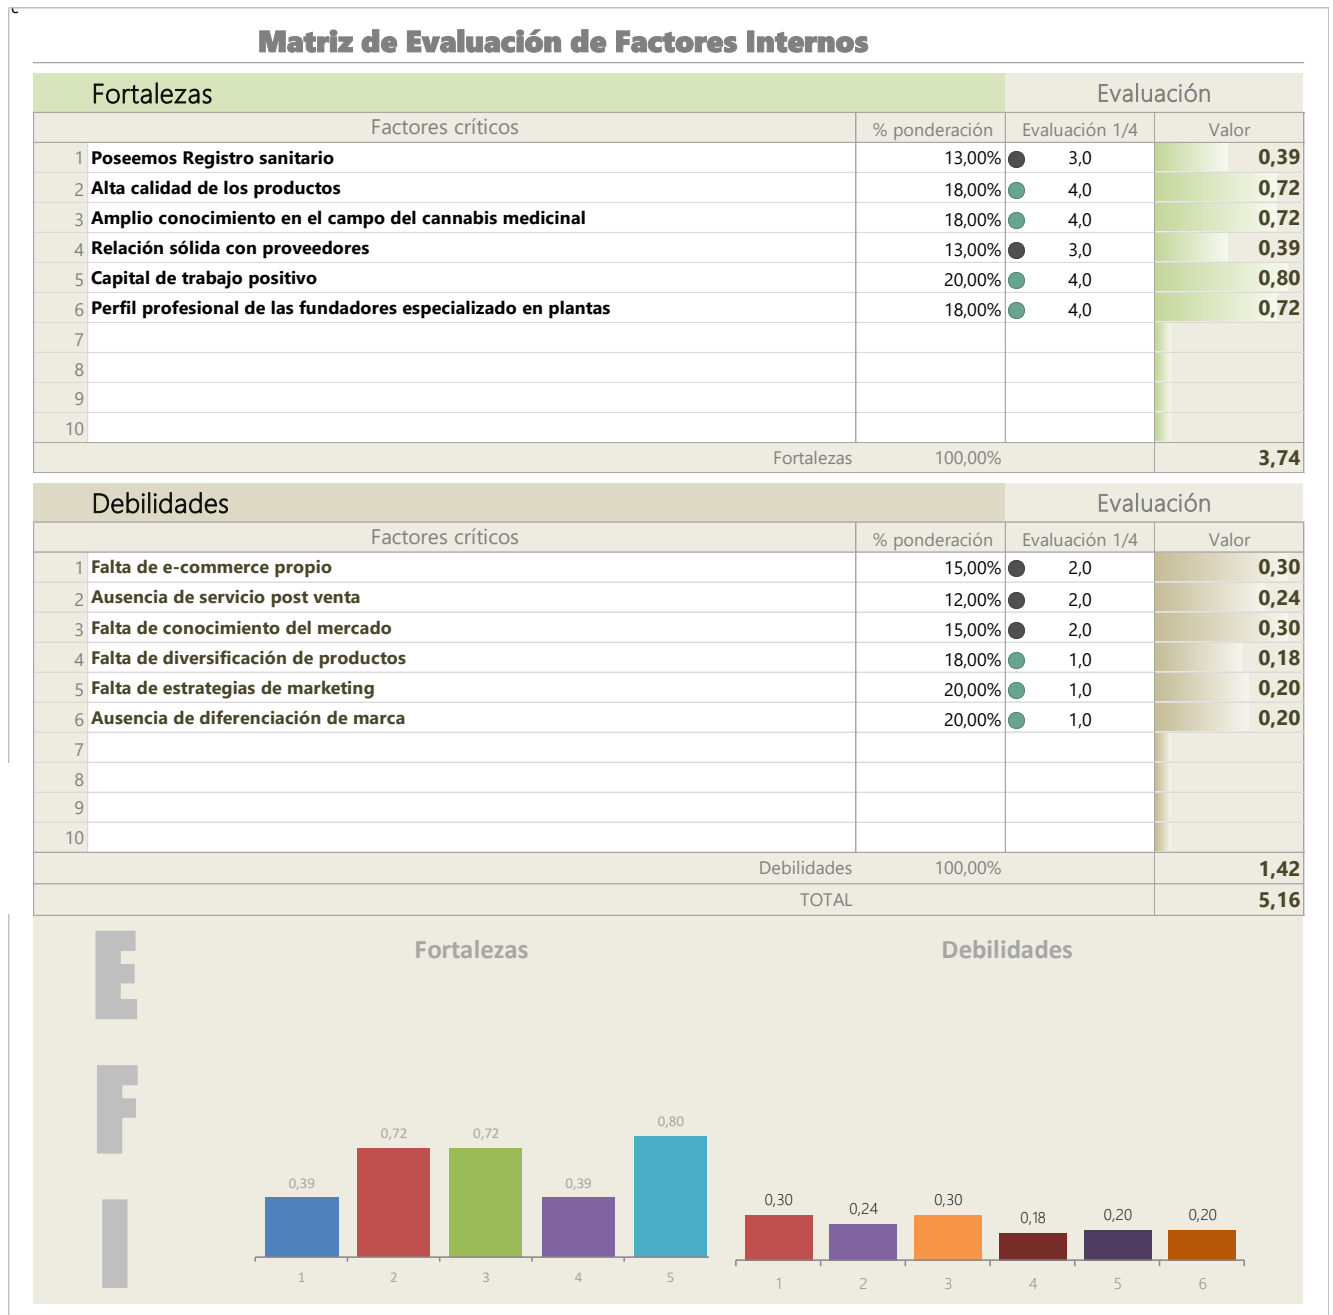 Matriz de Evaluación de Factores Internos
Fortalezas Evaluación
Factores críticos % ponderación Evaluación 1/4 Valor
1 Poseemos Registro sanitario 13,00% 3,0 0,39
2 Alta calidad de los productos 18,00% 4,0 0,72
3 Amplio conocimiento en el campo del cannabis medicinal 18,00% 4,0 0,72
4 Relación sólida con proveedores 13,00% 3,0 0,39
5 Capital de trabajo positivo 20,00% 4,0 0,80
6 Perfil profesional de las fundadores especializado en plantas 18,00% 4,0 0,72
7
8
9
10
Fortalezas 100,00% 3,74
Debilidades Evaluación
Factores críticos % ponderación Evaluación 1/4 Valor
1 Falta de e-commerce propio 15,00% 2,0 0,30
2 Ausencia de servicio post venta 12,00% 2,0 0,24
3 Falta de conocimiento del mercado 15,00% 2,0 0,30
4 Falta de diversificación de productos 18,00% 1,0 0,18
5 Falta de estrategias de marketing 20,00% 1,0 0,20
6 Ausencia de diferenciación de marca 20,00% 1,0 0,20
7
8
9
10
Debilidades 100,00% 1,42
TOTAL 5,16
E
F
I
Fortalezas
0,39 0,72 0,72 0,39 0,80
1 2 3 4 5
Debilidades
0,30 0,24 0,30 0,18 0,20 0,20
1 2 3 4 5 6